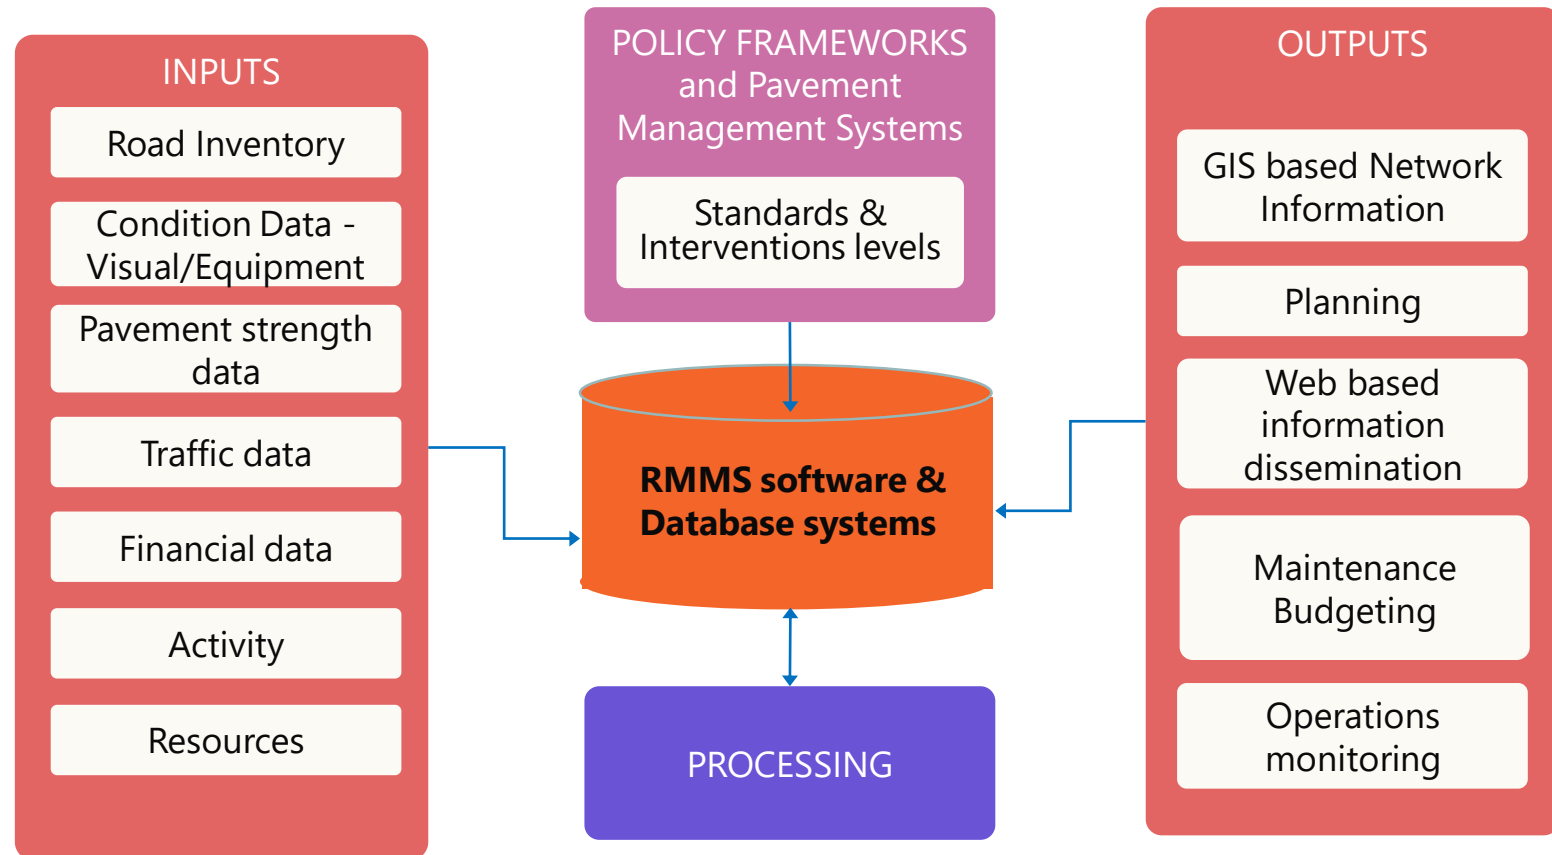 INPUTS
Road Inventory
Condition Data -
Visual/Equipment
Pavement strength
data
Traffic data
Financial data
Activity
Resources
POLICY FRAMEWORKS
and Pavement
Management Systems
Standards &
Interventions levels
RMMS software &
Database systems
PROCESSING
OUTPUTS
GIS based Network
Information
Planning
Web based
information
dissemination
Maintenance
Budgeting
Operations
monitoring